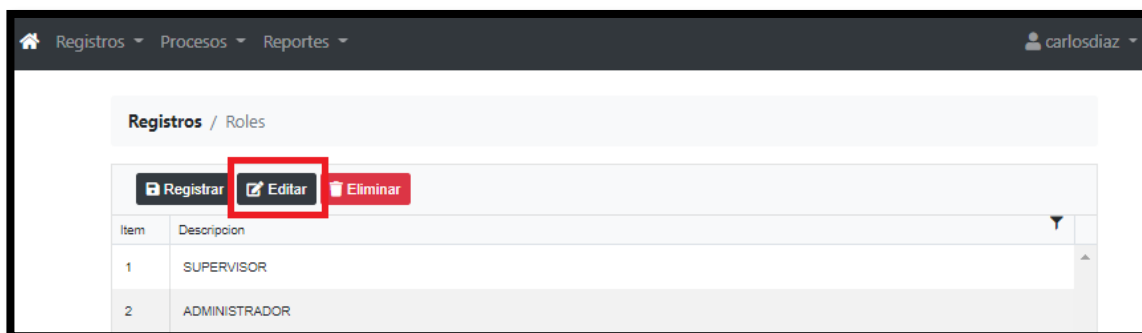 Registros Procesos Reportes carlosdiaz
Registros / Roles
Registrar Editar Eliminar
Item Descripcion
1 SUPERVISOR
2 ADMINISTRADOR